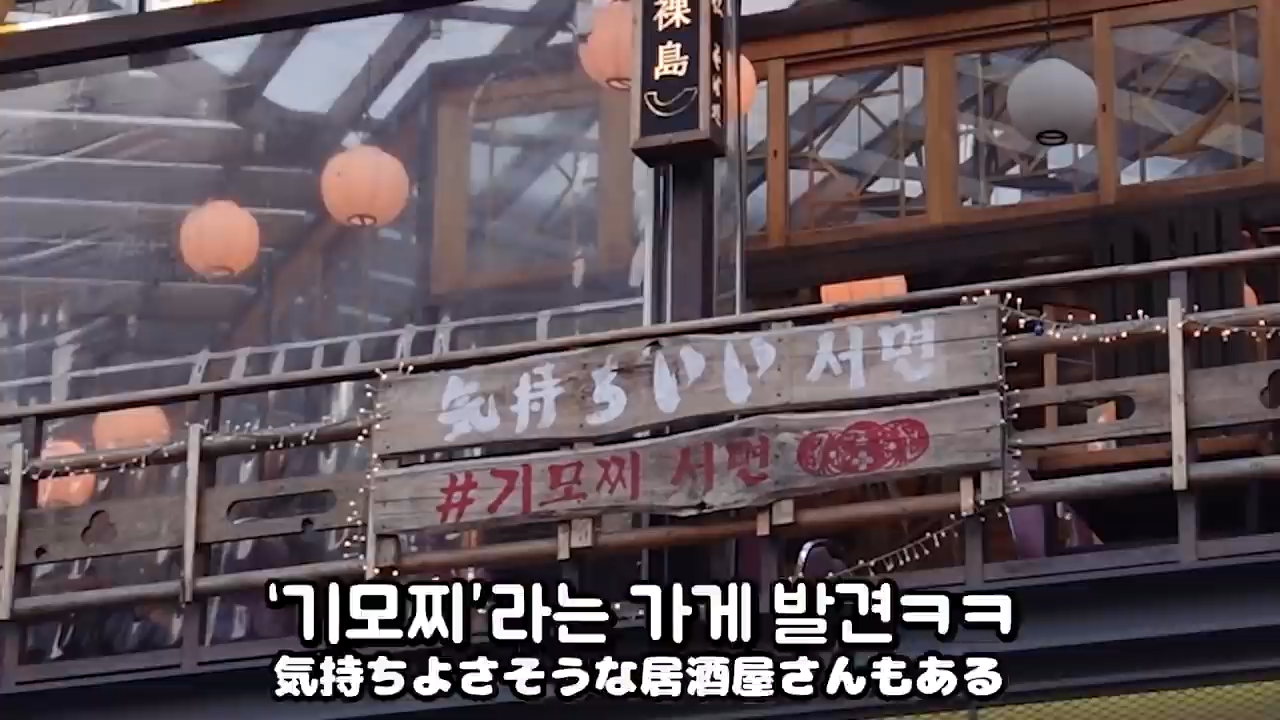 裸島
気持ちいい 서면
#기모찌 서면
'기모찌'라는 가게 발견ㅋㅋ
気持ちよさそうな居酒屋さんもある